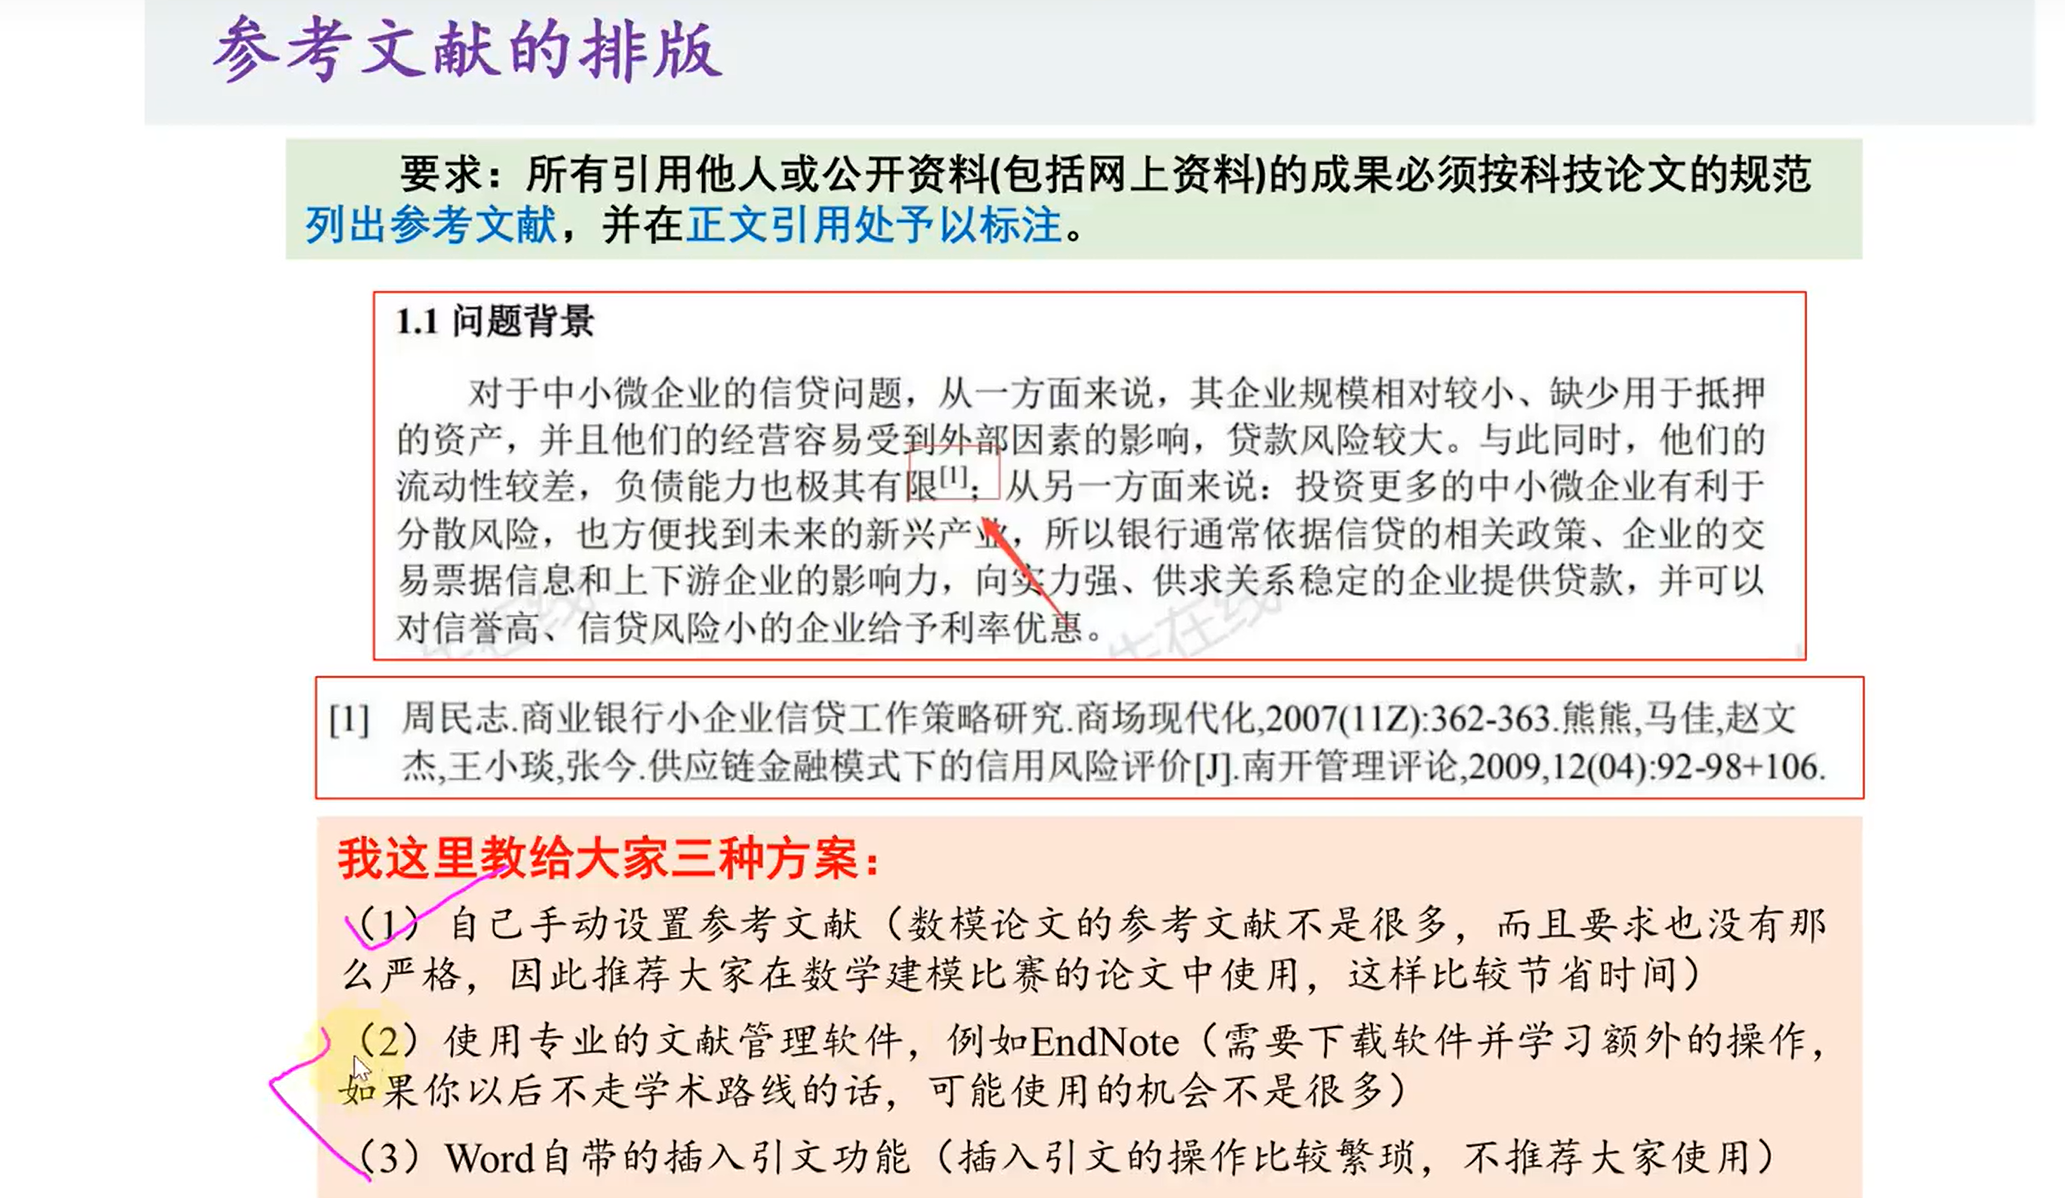 参考文献的排版
要求：所有引用他人或公开资料(包括网上资料)的成果必须按科技论文的规范
列出参考文献，并在正文引用处予以标注。
1.1 问题背景
对于中小微企业的信贷问题，从一方面来说，其企业规模相对较小、缺少用于抵押
的资产，并且他们的经营容易受到外部因素的影响，贷款风险较大。与此同时，他们的
流动性较差，负债能力也极其有限[1]；从另一方面来说：投资更多的中小微企业有利于
分散风险，也方便找到未来的新兴产业，所以银行通常依据信贷的相关政策、企业的交
易票据信息和上下游企业的影响力，向实力强、供求关系稳定的企业提供贷款，并可以
对信誉高、信贷风险小的企业给予利率优惠。
[1] 周民志.商业银行小企业信贷工作策略研究.商场现代化,2007(11Z):362-363.熊熊,马佳,赵文
杰,王小琰,张今.供应链金融模式下的信用风险评价[J].南开管理评论,2009,12(04):92-98+106.
我这里教给大家三种方案：
（1）自己手动设置参考文献（数模论文的参考文献不是很多，而且要求也没有那
么严格，因此推荐大家在数学建模比赛的论文中使用，这样比较节省时间）
（2）使用专业的文献管理软件，例如EndNote（需要下载软件并学习额外的操作，
如果你以后不走学术路线的话，可能使用的机会不是很多）
（3）Word自带的插入引文功能（插入引文的操作比较繁琐，不推荐大家使用）